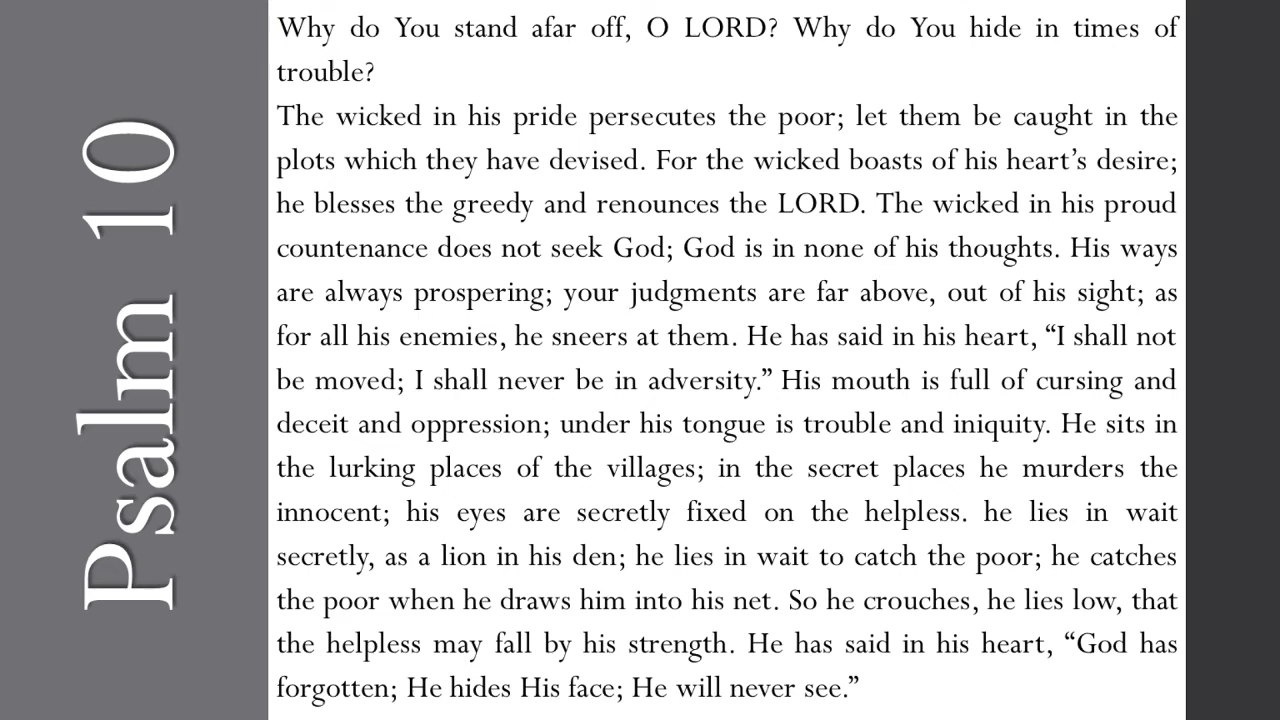 Psalm 10
Why do You stand afar off, O LORD? Why do You hide in times of
trouble?
The wicked in his pride persecutes the poor; let them be caught in the
plots which they have devised. For the wicked boasts of his heart’s desire;
he blesses the greedy and renounces the LORD. The wicked in his proud
countenance does not seek God; God is in none of his thoughts. His ways
are always prospering; your judgments are far above, out of his sight; as
for all his enemies, he sneers at them. He has said in his heart, “I shall not
be moved; I shall never be in adversity.” His mouth is full of cursing and
deceit and oppression; under his tongue is trouble and iniquity. He sits in
the lurking places of the villages; in the secret places he murders the
innocent; his eyes are secretly fixed on the helpless. he lies in wait
secretly, as a lion in his den; he lies in wait to catch the poor; he catches
the poor when he draws him into his net. So he crouches, he lies low, that
the helpless may fall by his strength. He has said in his heart, “God has
forgotten; He hides His face; He will never see.”